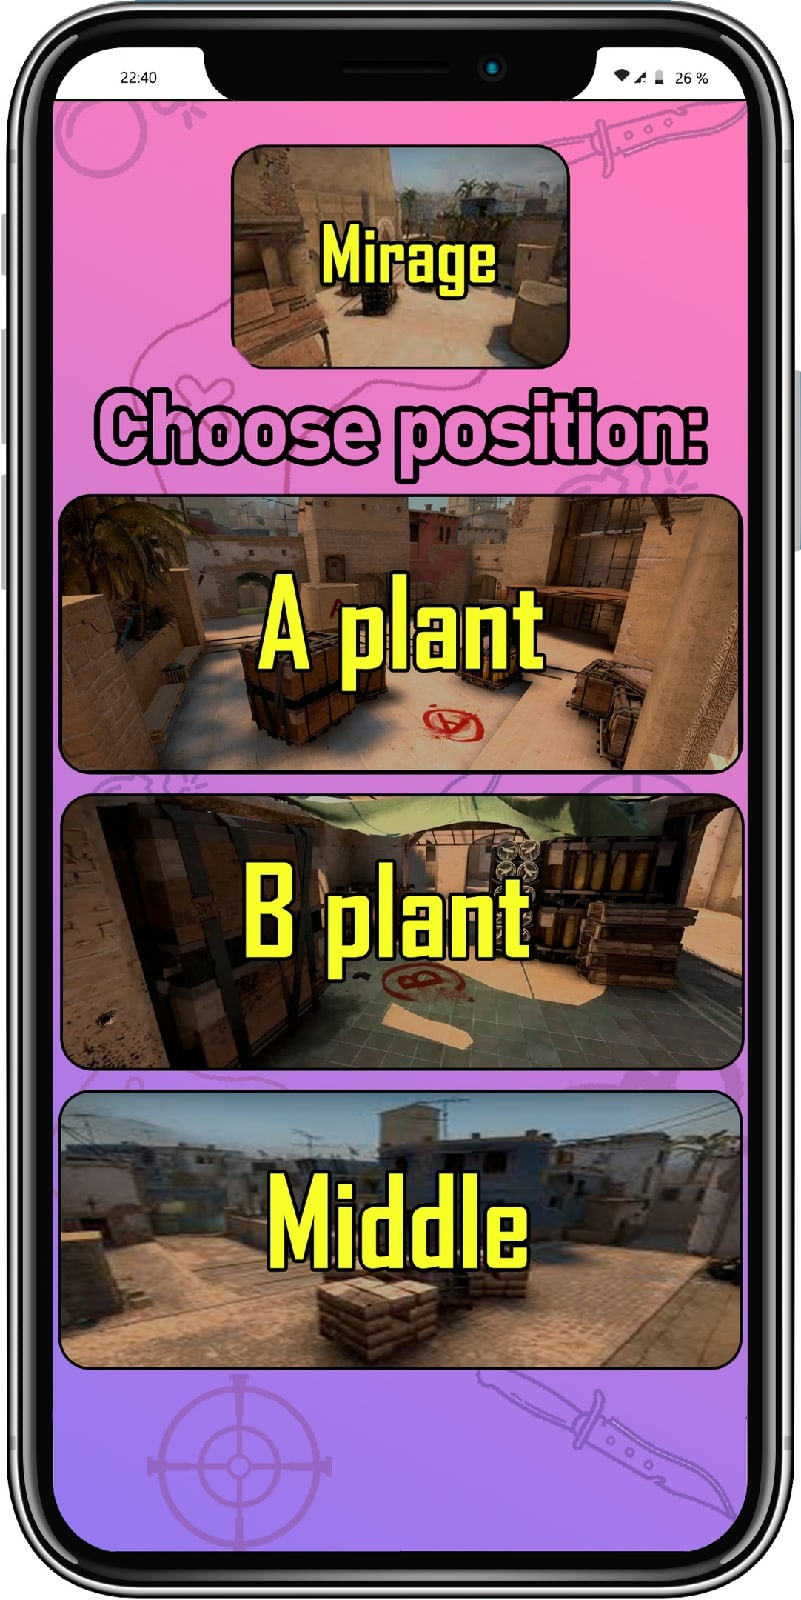 22:40
26 %
Mirage
Choose position:
A plant
A
B plant
B
Middle